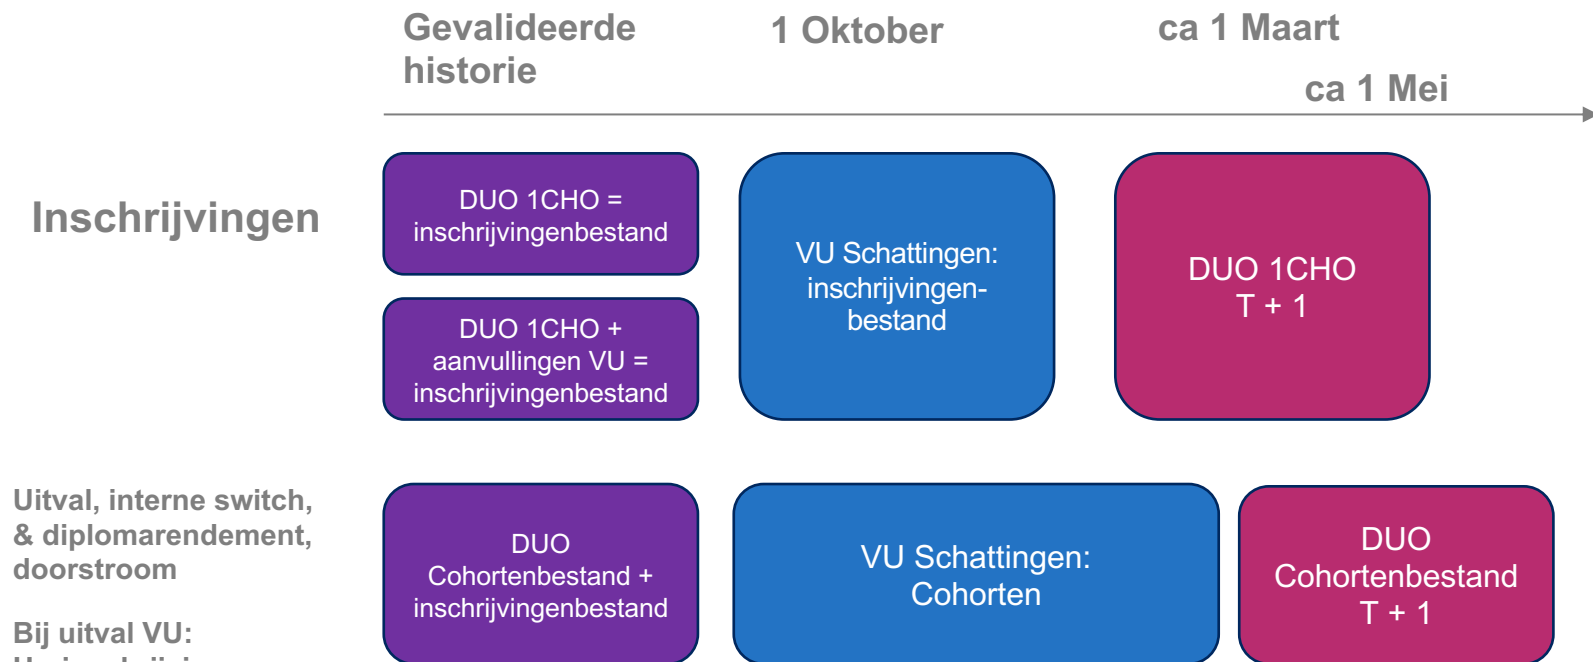 Gevalideerde
historie
1 Oktober
ca 1 Maart
ca 1 Mei
Inschrijvingen
DUO 1CHO =
inschrijvingenbestand
DUO 1CHO +
aanvullingen VU =
inschrijvingenbestand
VU Schattingen:
inschrijvingen-
bestand
DUO 1CHO
T + 1
Uitval, interne switch,
& diplomarendement,
doorstroom
Bij uitval VU:
DUO
Cohortenbestand +
inschrijvingenbestand
VU Schattingen:
Cohorten
DUO
Cohortenbestand
T + 1